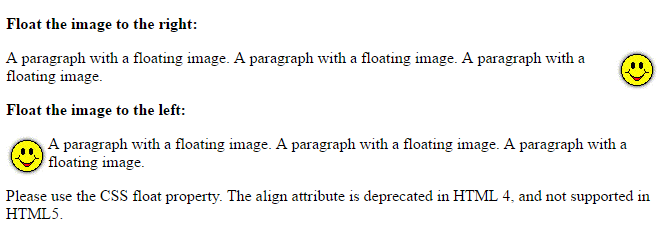 Float the image to the right:
A paragraph with a floating image. A paragraph with a floating image. A paragraph with a
floating image.
Float the image to the left:
A paragraph with a floating image. A paragraph with a floating image. A paragraph with a
floating image.
Please use the CSS float property. The align attribute is deprecated in HTML 4, and not supported in
HTML5.